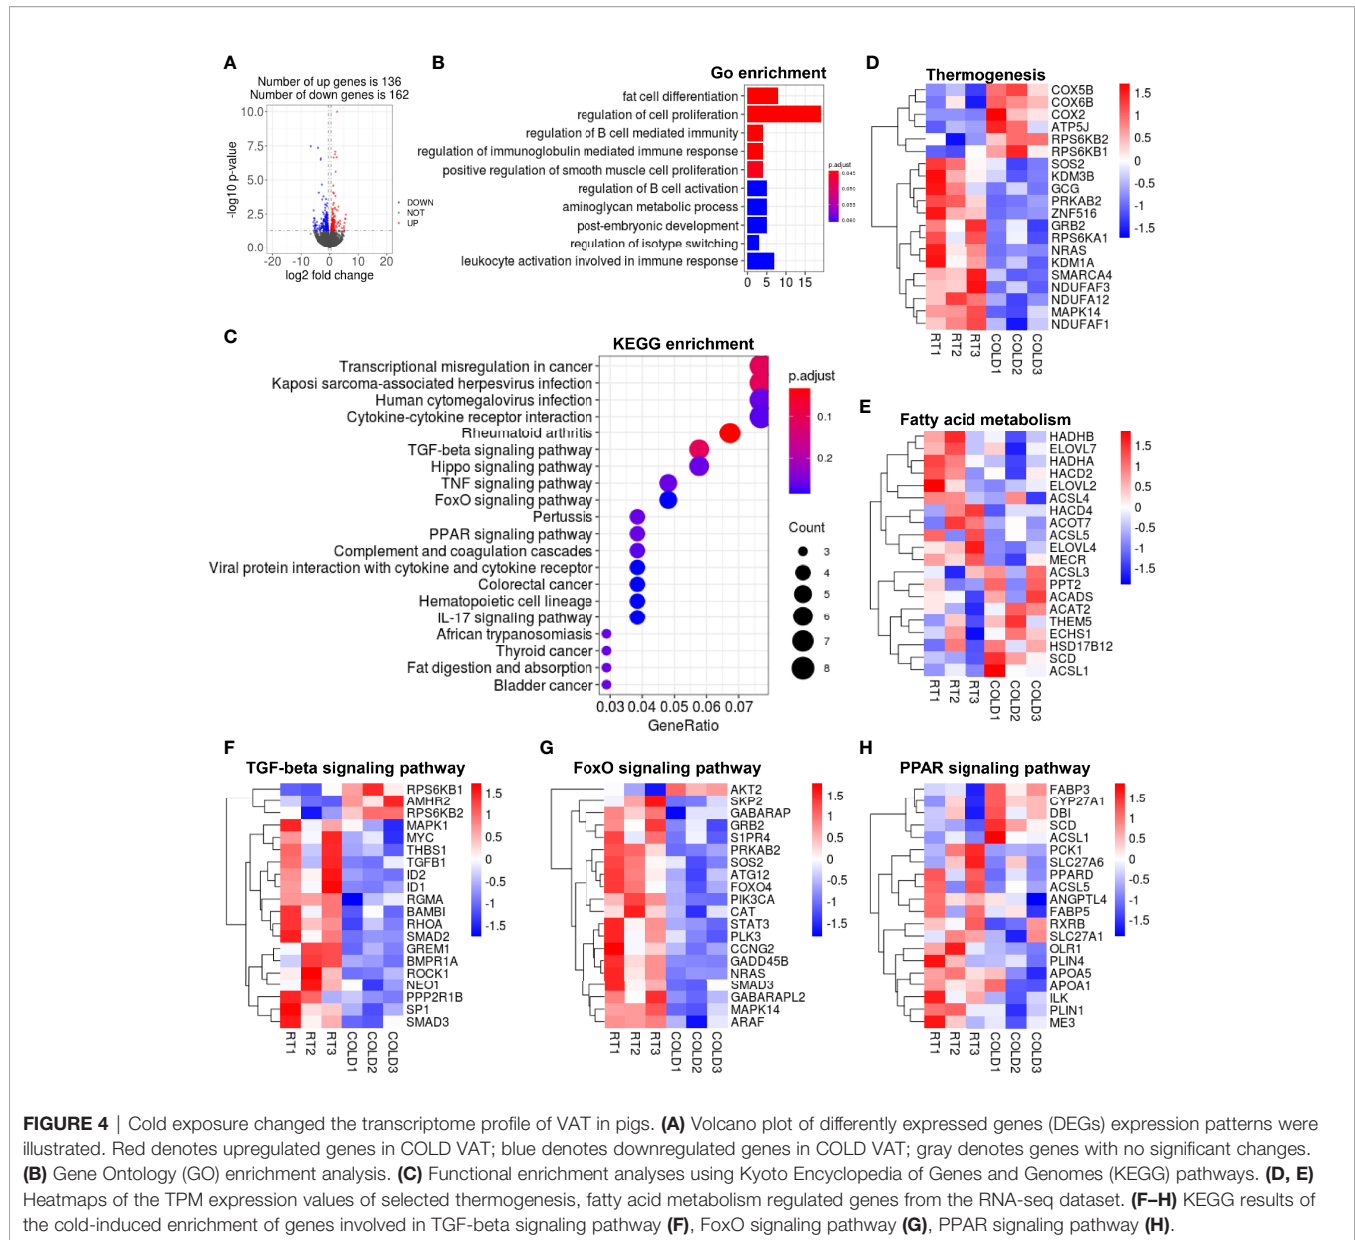 A
Number of up genes is 136
Number of down genes is 162
-log10 p-value
10.0
7.5
5.0
2.5
0.0
-20
-10
0
10
20
log2 fold change
DOWN
NOT
UP
B
Go enrichment
fat cell differentiation
regulation of cell proliferation
regulation of B cell mediated immunity
regulation of immunoglobulin mediated immune response
positive regulation of smooth muscle cell proliferation
regulation of B cell activation
aminoglycan metabolic process
post-embryonic development
regulation of isotype switching
leukocyte activation involved in immune response
0 5 10 15
p.adjust
0.045
0.050
0.055
0.060
C
KEGG enrichment
Transcriptional misregulation in cancer
Kaposi sarcoma-associated herpesvirus infection
Human cytomegalovirus infection
Cytokine-cytokine receptor interaction
Rheumatoid arthritis
TGF-beta signaling pathway
Hippo signaling pathway
TNF signaling pathway
FoxO signaling pathway
Pertussis
PPAR signaling pathway
Complement and coagulation cascades
Viral protein interaction with cytokine and cytokine receptor
Colorectal cancer
Hematopoietic cell lineage
IL-17 signaling pathway
African trypanosomiasis
Thyroid cancer
Fat digestion and absorption
Bladder cancer
0.03 0.04 0.05 0.06 0.07
GeneRatio
p.adjust
0.1
0.2
Count
3
4
5
6
7
8
D
Thermogenesis
COX5B
COX6B
COX2
ATP5J
RPS6KB2
RPS6KB1
SOS2
KDM3B
GCG
PRKAB2
ZNF516
GRB2
RPS6KA1
NRAS
KDM1A
SMARCA4
NDUFAF3
NDUFA12
MAPK14
NDUFAF1
RT1 RT2 RT3 COLD1 COLD2 COLD3
1.5
1
0.5
0
-0.5
-1
-1.5
E
Fatty acid metabolism
HADHB
ELOVL7
HADHA
HACD2
ELOVL2
ACSL4
HACD4
ACOT7
ACSL5
ELOVL4
MECR
ACSL3
PPT2
ACADS
ACAT2
THEM5
ECHS1
HSD17B12
SCD
ACSL1
RT1 RT2 RT3 COLD1 COLD2 COLD3
1.5
1
0.5
0
-0.5
-1
-1.5
F
TGF-beta signaling pathway
RPS6KB1
AMHR2
RPS6KB2
MAPK1
MYC
THBS1
TGFB1
ID2
ID1
RGMA
BAMBI
RHOA
SMAD2
GREM1
BMPR1A
ROCK1
NEO1
PPP2R1B
SP1
SMAD3
RT1 RT2 RT3 COLD1 COLD2 COLD3
1.5
1
0.5
0
-0.5
-1
-1.5
G
FoxO signaling pathway
AKT2
SKP2
GABARAP
GRB2
S1PR4
PRKAB2
SOS2
ATG12
FOXO4
PIK3CA
CAT
STAT3
PLK3
CCNG2
GADD45B
NRAS
SMAD3
GABARAPL2
MAPK14
ARAF
RT1 RT2 RT3 COLD1 COLD2 COLD3
1.5
1
0.5
0
-0.5
-1
-1.5
H
PPAR signaling pathway
FABP3
CYP27A1
DBI
SCD
ACSL1
PCK1
SLC27A6
PPARD
ACSL5
ANGPTL4
FABP5
RXRB
SLC27A1
OLR1
PLIN4
APOA5
APOA1
ILK
PLIN1
ME3
RT1 RT2 RT3 COLD1 COLD2 COLD3
1.5
1
0.5
0
-0.5
-1
-1.5
FIGURE 4 | Cold exposure changed the transcriptome profile of VAT in pigs. (A) Volcano plot of differently expressed genes (DEGs) expression patterns were
illustrated. Red denotes upregulated genes in COLD VAT; blue denotes downregulated genes in COLD VAT; gray denotes genes with no significant changes.
(B) Gene Ontology (GO) enrichment analysis. (C) Functional enrichment analyses using Kyoto Encyclopedia of Genes and Genomes (KEGG) pathways. (D, E)
Heatmaps of the TPM expression values of selected thermogenesis, fatty acid metabolism regulated genes from the RNA-seq dataset. (F–H) KEGG results of
the cold-induced enrichment of genes involved in TGF-beta signaling pathway (F), FoxO signaling pathway (G), PPAR signaling pathway (H).